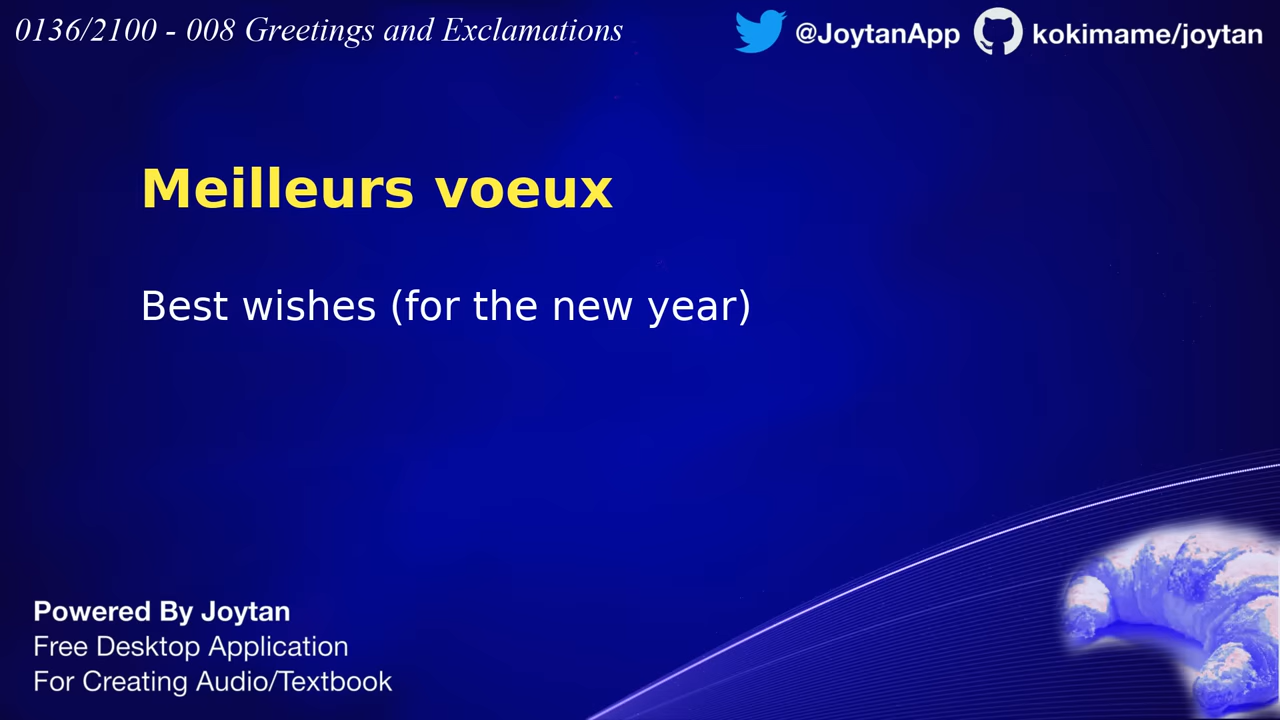 0136/2100 - 008 Greetings and Exclamations
@JoytanApp
kokimame/joytan
Meilleurs voeux
Best wishes (for the new year)
Powered By Joytan
Free Desktop Application
For Creating Audio/Textbook